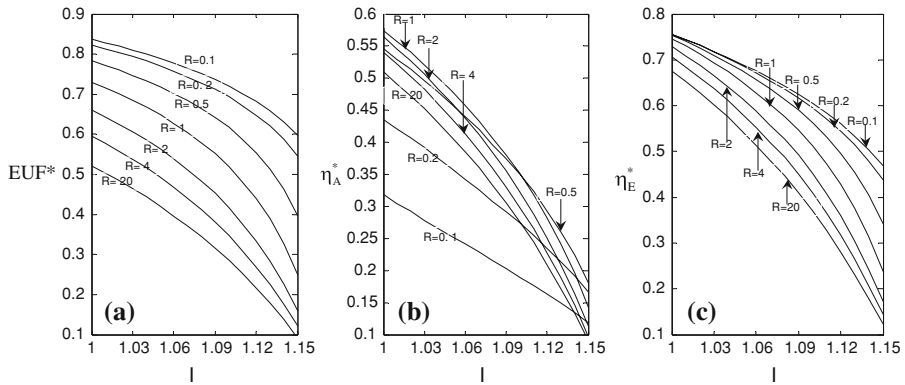 0.9
0.8
0.7
0.6
0.5
0.4
0.3
0.2
0.1
EUF*
R=0.1
R=0. 2
R=0.5
R= 1
R= 2
R= 4
R= 20
(a)
1 1.03 1.06 1.09 1.12 1.15
I
0.6
0.55
0.5
0.45
0.4
0.35
0.3
0.25
0.2
0.15
0.1
η*A
R=1
R=2
R= 4
R=20
R=0.2
R=0. 1
R=0.5
(b)
1 1.03 1.06 1.09 1.12 1.15
I
0.8
0.7
0.6
0.5
0.4
0.3
0.2
0.1
η*E
R=1
R= 0.5
R=0.2
R=0.1
R=2
R=4
R=20
(c)
1 1.03 1.06 1.09 1.12 1.15
I